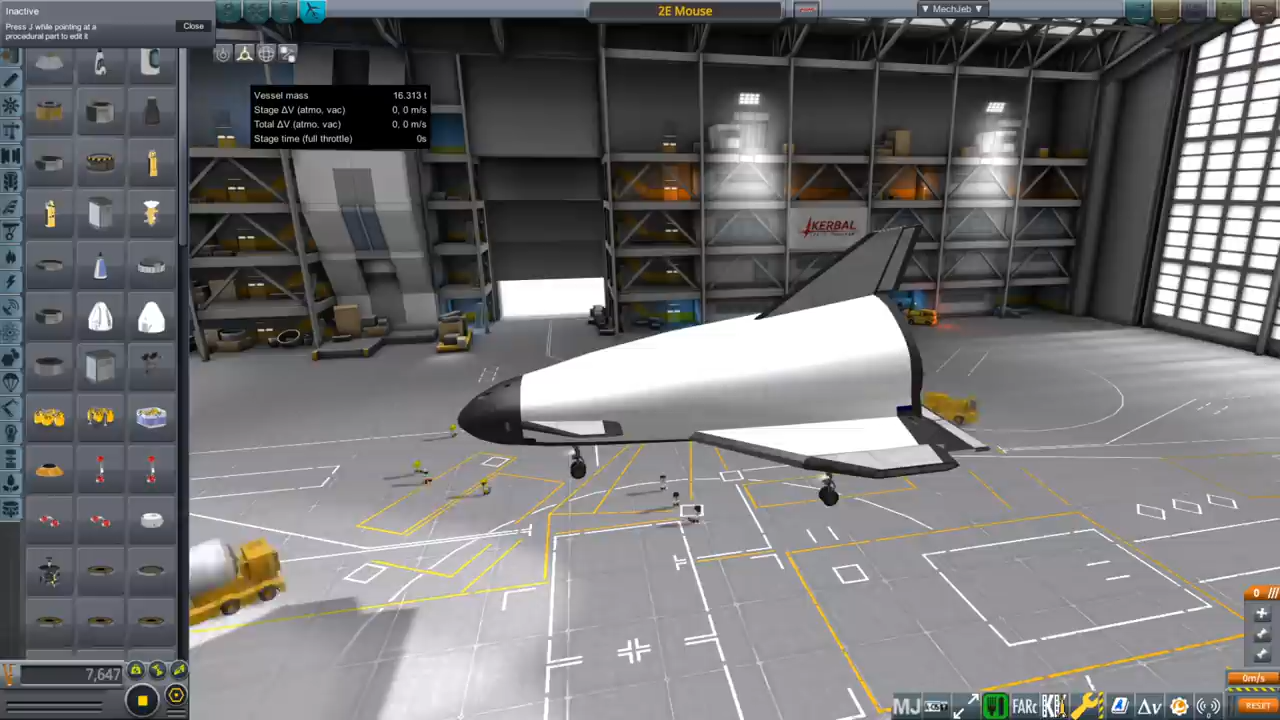 Inactive
Press J while pointing at a
procedural part to edit it
Close
2E Mouse
▼ MechJeb ▼
Vessel mass 16.313 t
Stage ΔV (atmo, vac) 0, 0 m/s
Total ΔV (atmo, vac) 0, 0 m/s
Stage time (full throttle) 0s
KERBAL
7,647
0
0m/s
RESET
MJ
FARc
Δv